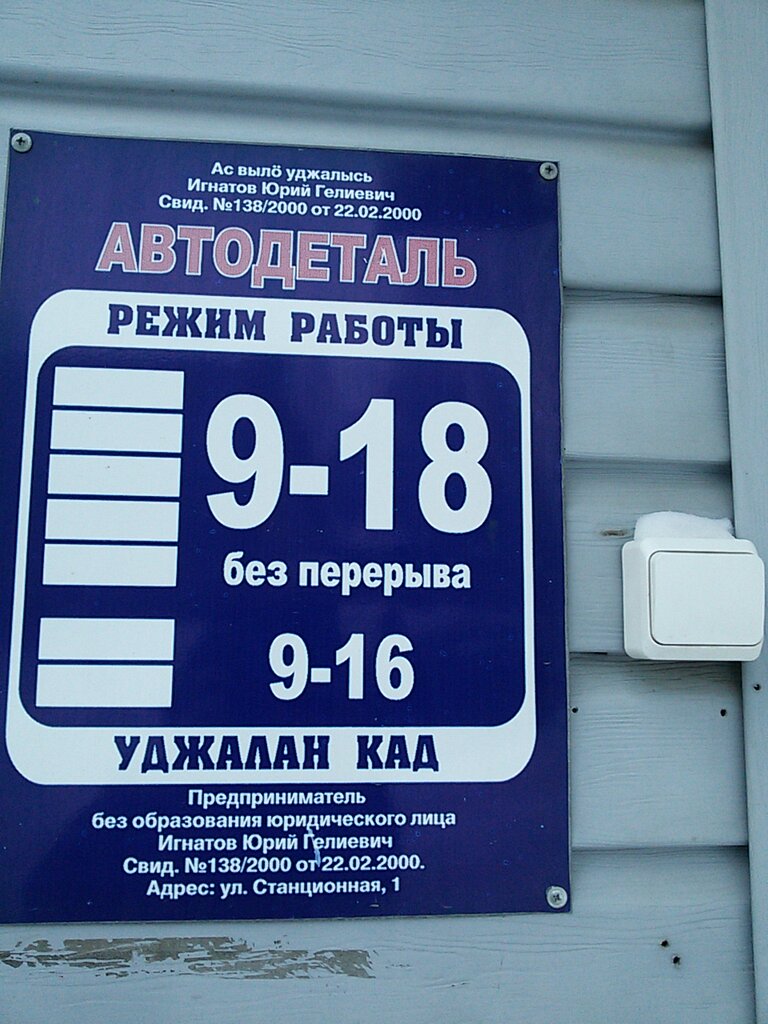 Ас вылӧ уджалысь
Игнатов Юрий Гелиевич
Свид. №138/2000 от 22.02.2000
АВТОДЕТАЛЬ
РЕЖИМ РАБОТЫ
9-18
без перерыва
9-16
УДЖАЛАН КАД
Предприниматель
без образования юридического лица
Игнатов Юрий Гелиевич
Свид. №138/2000 от 22.02.2000.
Адрес: ул. Станционная, 1